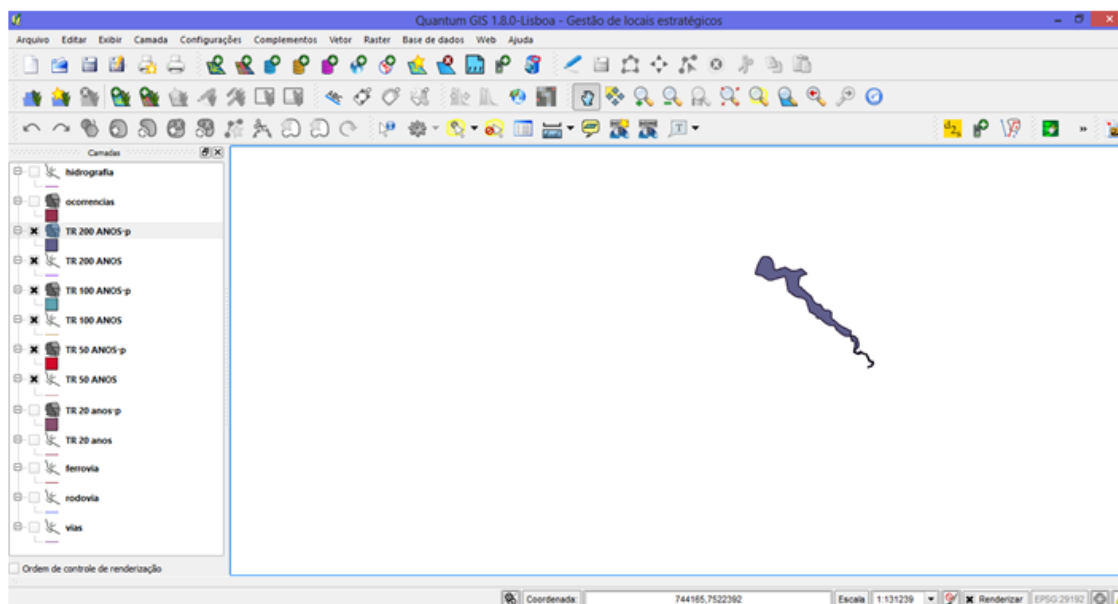 Quantum GIS 1.8.0-Lisboa - Gestão de locais estratégicos
Arquivo Editar Exibir Camada Configurações Complementos Vetor Raster Base de dados Web Ajuda
Camadas
hidrografia
ocorrencias
TR 200 ANOS-p
TR 200 ANOS
TR 100 ANOS-p
TR 100 ANOS
TR 50 ANOS-p
TR 50 ANOS
TR 20 anos-p
TR 20 anos
ferrovia
rodovia
vias
Ordem de controle de renderização
Coordenada: 744165,7522392 Escala 1:131239 Renderizar EPSG:29192